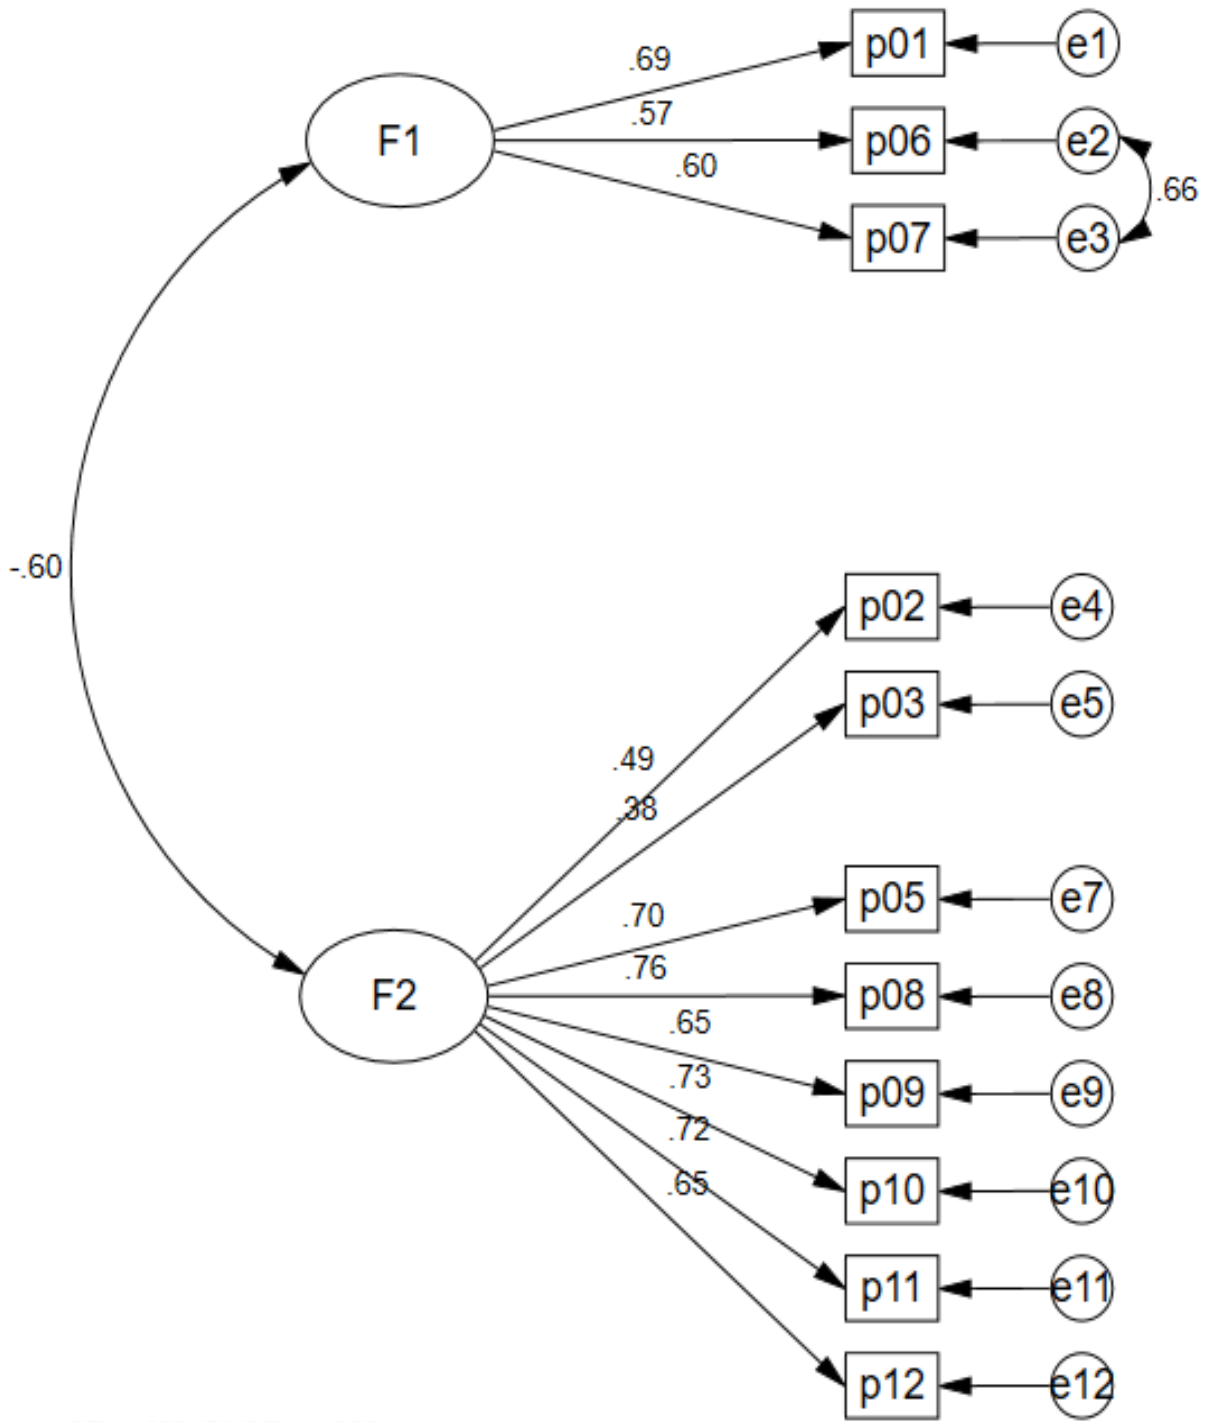 p01
e1
.69
F1
.57
p06
e2
.60
.66
p07
e3
-.60
p02
e4
p03
e5
.49
.38
p05
e7
.70
.76
F2
p08
e8
.65
.73
p09
e9
.72
.65
p10
e10
p11
e11
p12
e12